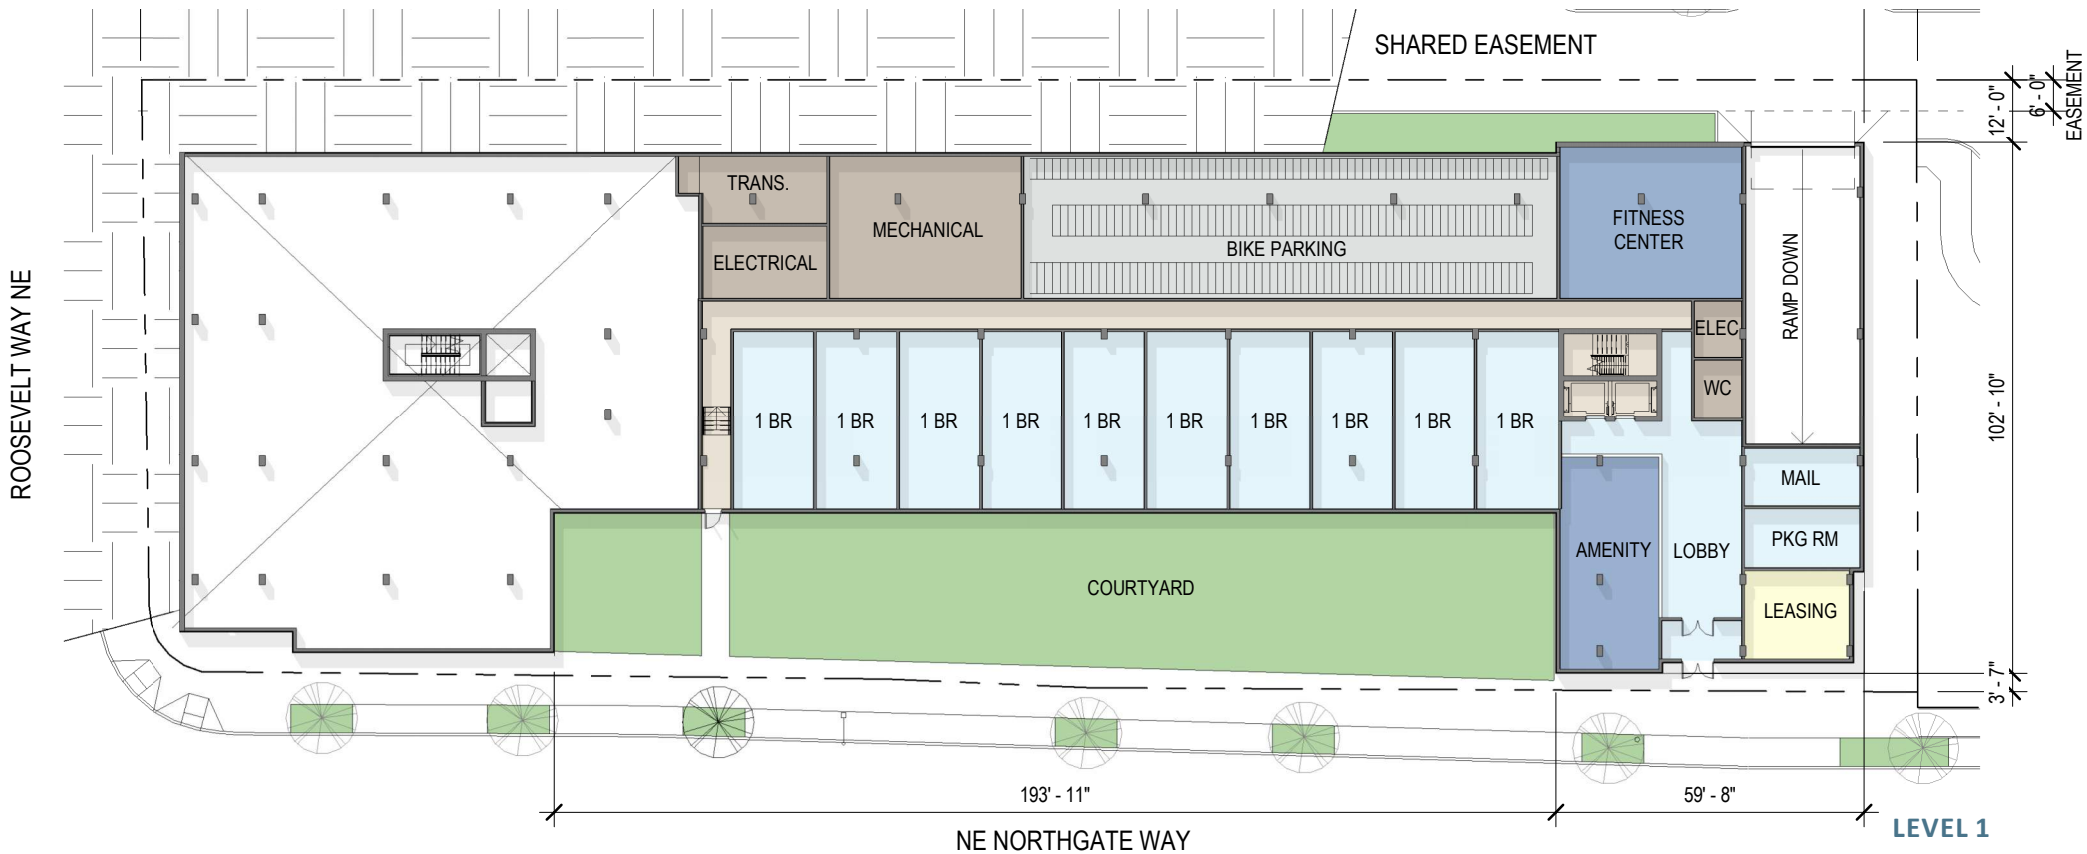 SHARED EASEMENT
12' - 0"
6' - 0"
EASEMENT
TRANS.
MECHANICAL
ELECTRICAL
BIKE PARKING
FITNESS
CENTER
RAMP DOWN
ELEC
WC
ROOSEVELT WAY NE
1 BR
1 BR
1 BR
1 BR
1 BR
1 BR
1 BR
1 BR
1 BR
1 BR
102' - 10"
MAIL
PKG RM
AMENITY
LOBBY
COURTYARD
LEASING
3' - 7"
193' - 11"
59' - 8"
LEVEL 1
NE NORTHGATE WAY